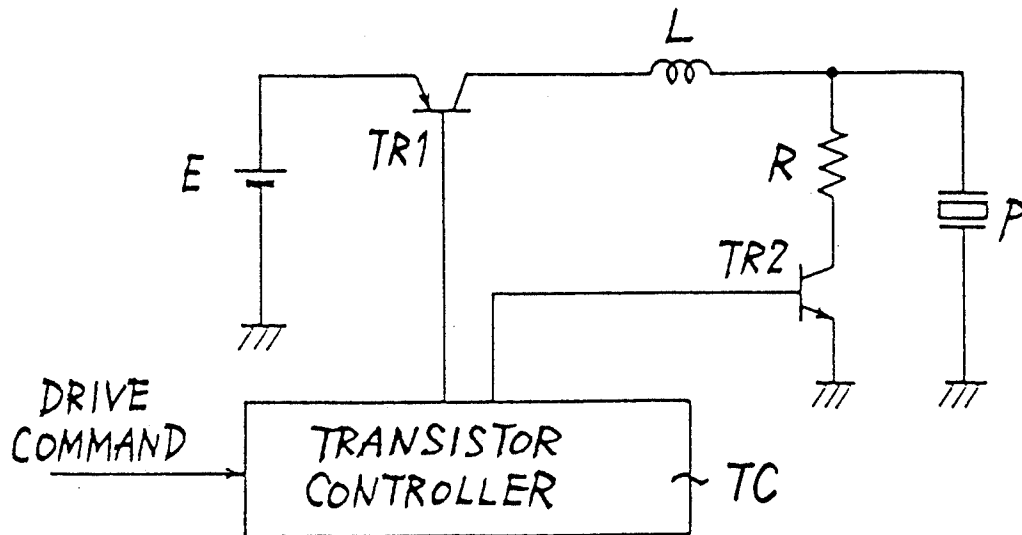 L
TR1
E
R
P
TR2
DRIVE
COMMAND
TRANSISTOR
CONTROLLER
TC